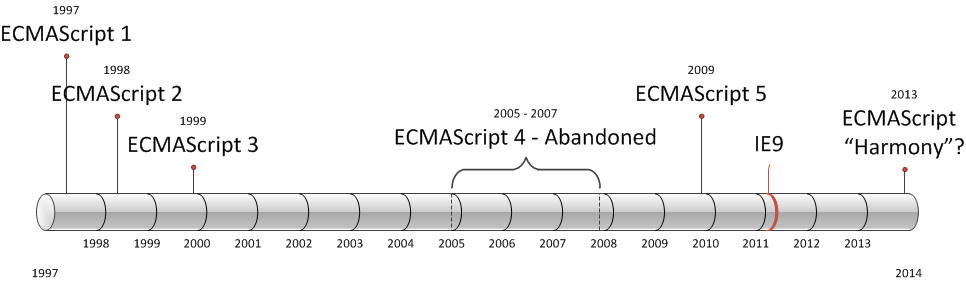 1997
ECMAScript 1
1998
ECMAScript 2
1999
ECMAScript 3
2005 - 2007
ECMAScript 4 - Abandoned
2009
ECMAScript 5
IE9
2013
ECMAScript
“Harmony”?
1998 1999 2000 2001 2002 2003 2004 2005 2006 2007 2008 2009 2010 2011 2012 2013
1997 2014